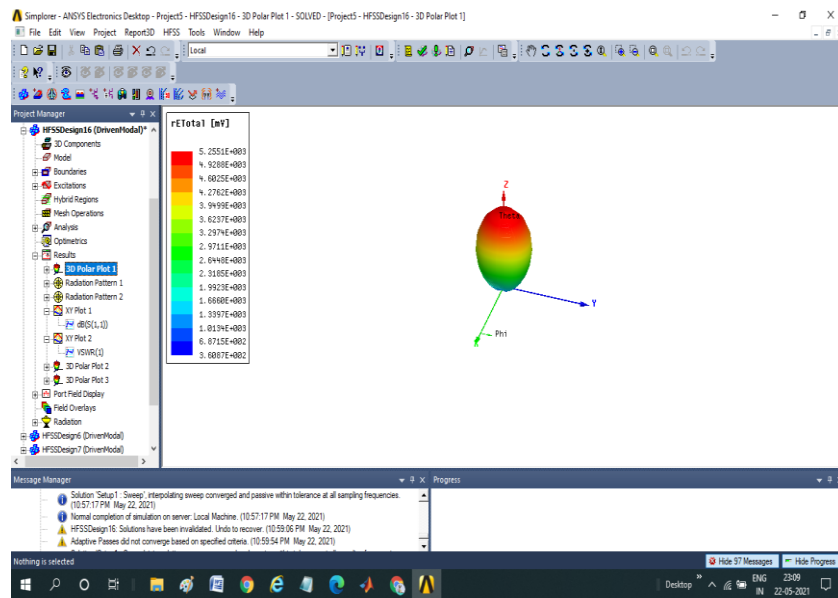 Simplorer - ANSYS Electronics Desktop - Project5 - HFSSDesign16 - 3D Polar Plot 1 - SOLVED - [Project5 - HFSSDesign16 - 3D Polar Plot 1]
File Edit View Project Report3D HFSS Tools Window Help
Local
Project Manager
HFSSDesign16 (DrivenModal)*
3D Components
Model
Boundaries
Excitations
Hybrid Regions
Mesh Operations
Analysis
Optimetrics
Results
3D Polar Plot 1
Radiation Pattern 1
Radiation Pattern 2
XY Plot 1
dB(S(1,1))
XY Plot 2
VSWR(1)
3D Polar Plot 2
3D Polar Plot 3
Port Field Display
Field Overlays
Radiation
HFSSDesign6 (DrivenModal)
HFSSDesign7 (DrivenModal)
rETotal [mV]
5.2551E+003
4.9288E+003
4.6025E+003
4.2762E+003
3.9499E+003
3.6237E+003
3.2974E+003
2.9711E+003
2.6448E+003
2.3185E+003
1.9923E+003
1.6660E+003
1.3397E+003
1.0134E+003
6.8715E+002
3.6087E+002
Z
Theta
Y
Phi
Message Manager
Solution 'Setup1 : Sweep', interpolating sweep converged and passive within tolerance at all sampling frequencies.
(10:57:17 PM May 22, 2021)
Normal completion of simulation on server: Local Machine. (10:57:17 PM May 22, 2021)
HFSSDesign16: Solutions have been invalidated. Undo to recover. (10:59:06 PM May 22, 2021)
Adaptive Passes did not converge based on specified criteria. (10:59:54 PM May 22, 2021)
Progress
Nothing is selected
Hide 97 Messages
Hide Progress
Desktop
ENG
IN
23:09
22-05-2021